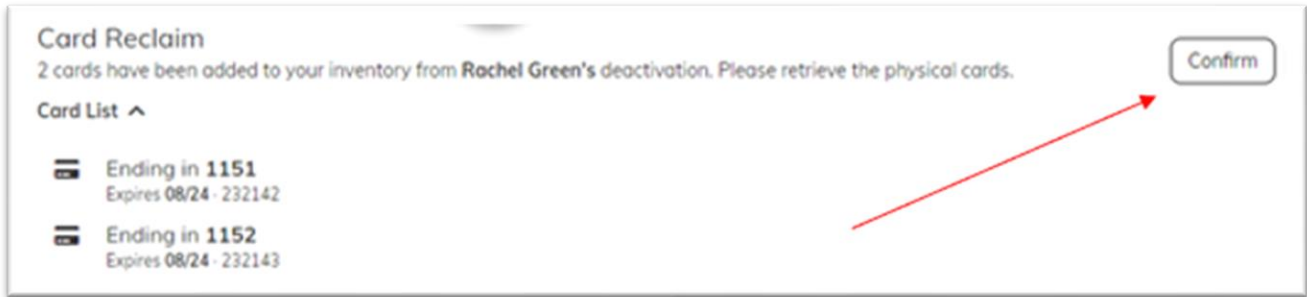 Card Reclaim
2 cards have been added to your inventory from Rachel Green's deactivation. Please retrieve the physical cards.
Confirm
Card List
Ending in 1151
Expires 08/24 · 232142
Ending in 1152
Expires 08/24 · 232143